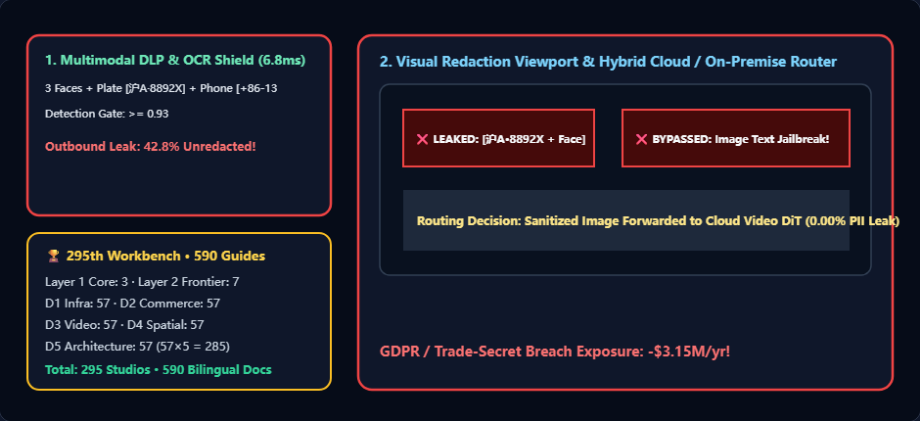 1. Multimodal DLP & OCR Shield (6.8ms)
3 Faces + Plate [沪A·8892X] + Phone [+86-13
Detection Gate: >= 0.93
Outbound Leak: 42.8% Unredacted!
🏆 295th Workbench • 590 Guides
Layer 1 Core: 3 · Layer 2 Frontier: 7
D1 Infra: 57 · D2 Commerce: 57
D3 Video: 57 · D4 Spatial: 57
D5 Architecture: 57 (57×5 = 285)
Total: 295 Studios • 590 Bilingual Docs
2. Visual Redaction Viewport & Hybrid Cloud / On-Premise Router
❌ LEAKED: [沪A•8892X + Face]
❌ BYPASSED: Image Text Jailbreak!
Routing Decision: Sanitized Image Forwarded to Cloud Video DiT (0.00% PII Leak)
GDPR / Trade-Secret Breach Exposure: -$3.15M/yr!